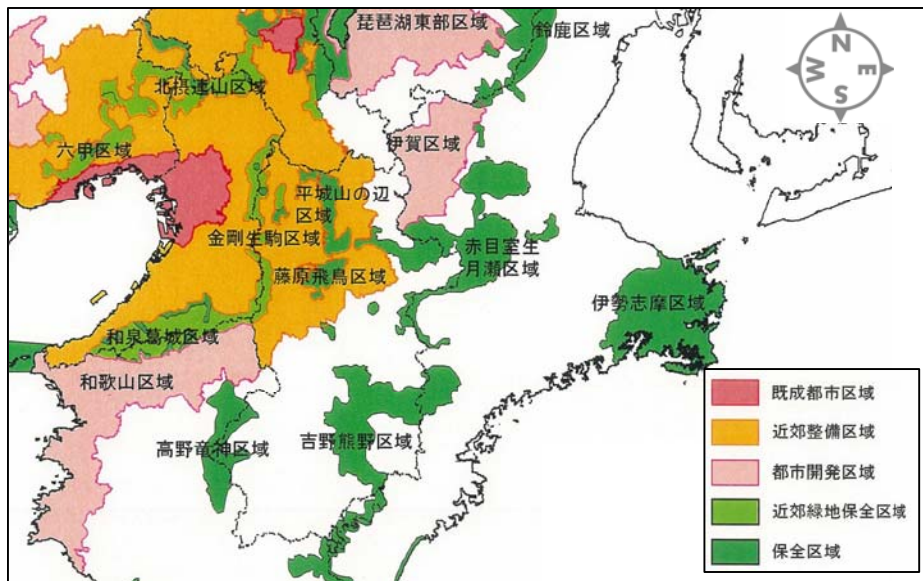 琵琶湖東部区域
鈴鹿区域
N
W
E
S
北摂連山区域
六甲区域
伊賀区域
平城山の辺
区域
金剛生駒区域
赤目室生
月瀬区域
藤原飛鳥区域
伊勢志摩区域
和泉葛城区域
和歌山区域
高野竜神区域
吉野熊野区域
既成都市区域
近郊整備区域
都市開発区域
近郊緑地保全区域
保全区域